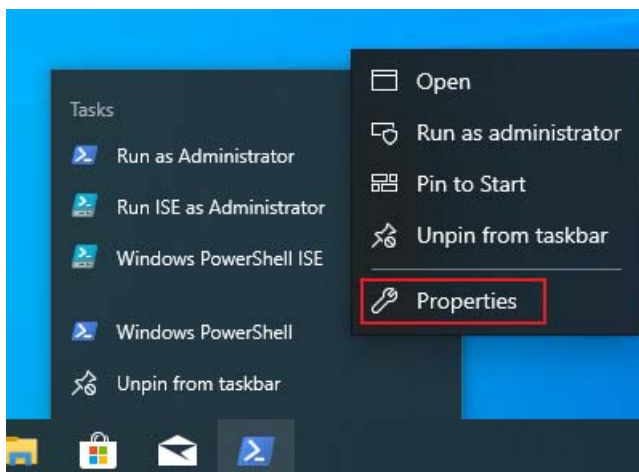 Tasks
Run as Administrator
Run ISE as Administrator
Windows PowerShell ISE
Windows PowerShell
Unpin from taskbar
Open
Run as administrator
Pin to Start
Unpin from taskbar
Properties